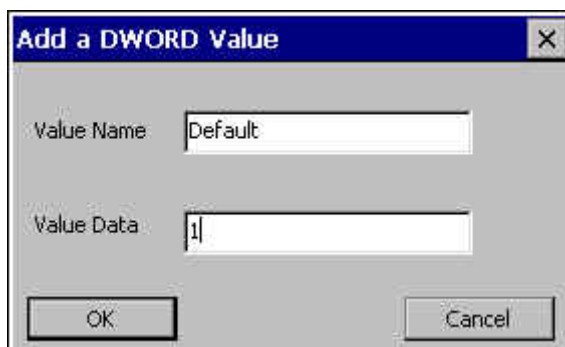 Add a DWORD Value
Value Name Default
Value Data 1
OK Cancel